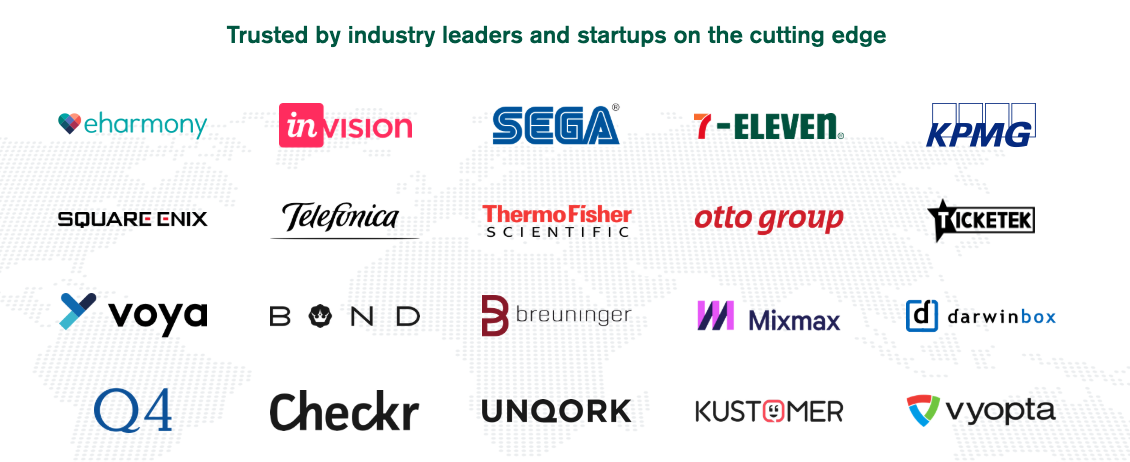 Trusted by industry leaders and startups on the cutting edge
eharmony inVISION SEGA® 7-ELEVEN® KPMG
SQUARE ENIX Telefónica ThermoFisher SCIENTIFIC otto group TICKETEK
voya BOND breuninger Mixmax d darwinbox
Q4 Checkr UNQORK KUSTOMER vyopta